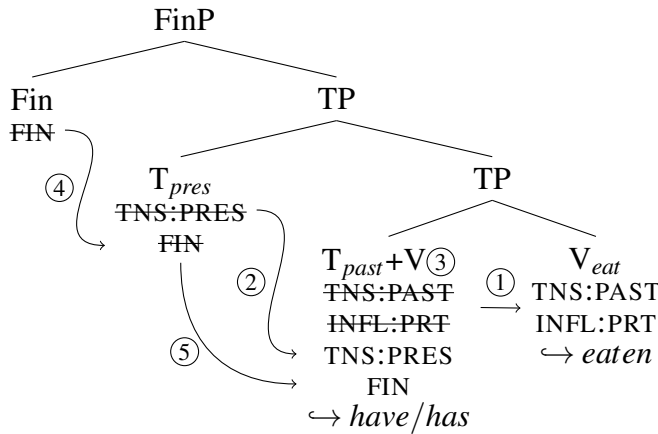 FinP
Fin TP
FIN
④ T_pres TP
TNS:PRES
FIN
② T_past+V③ ① V_eat
TNS:PAST TNS:PAST
INFL:PRT INFL:PRT
⑤ TNS:PRES ↪ eaten
FIN
↪ have/has